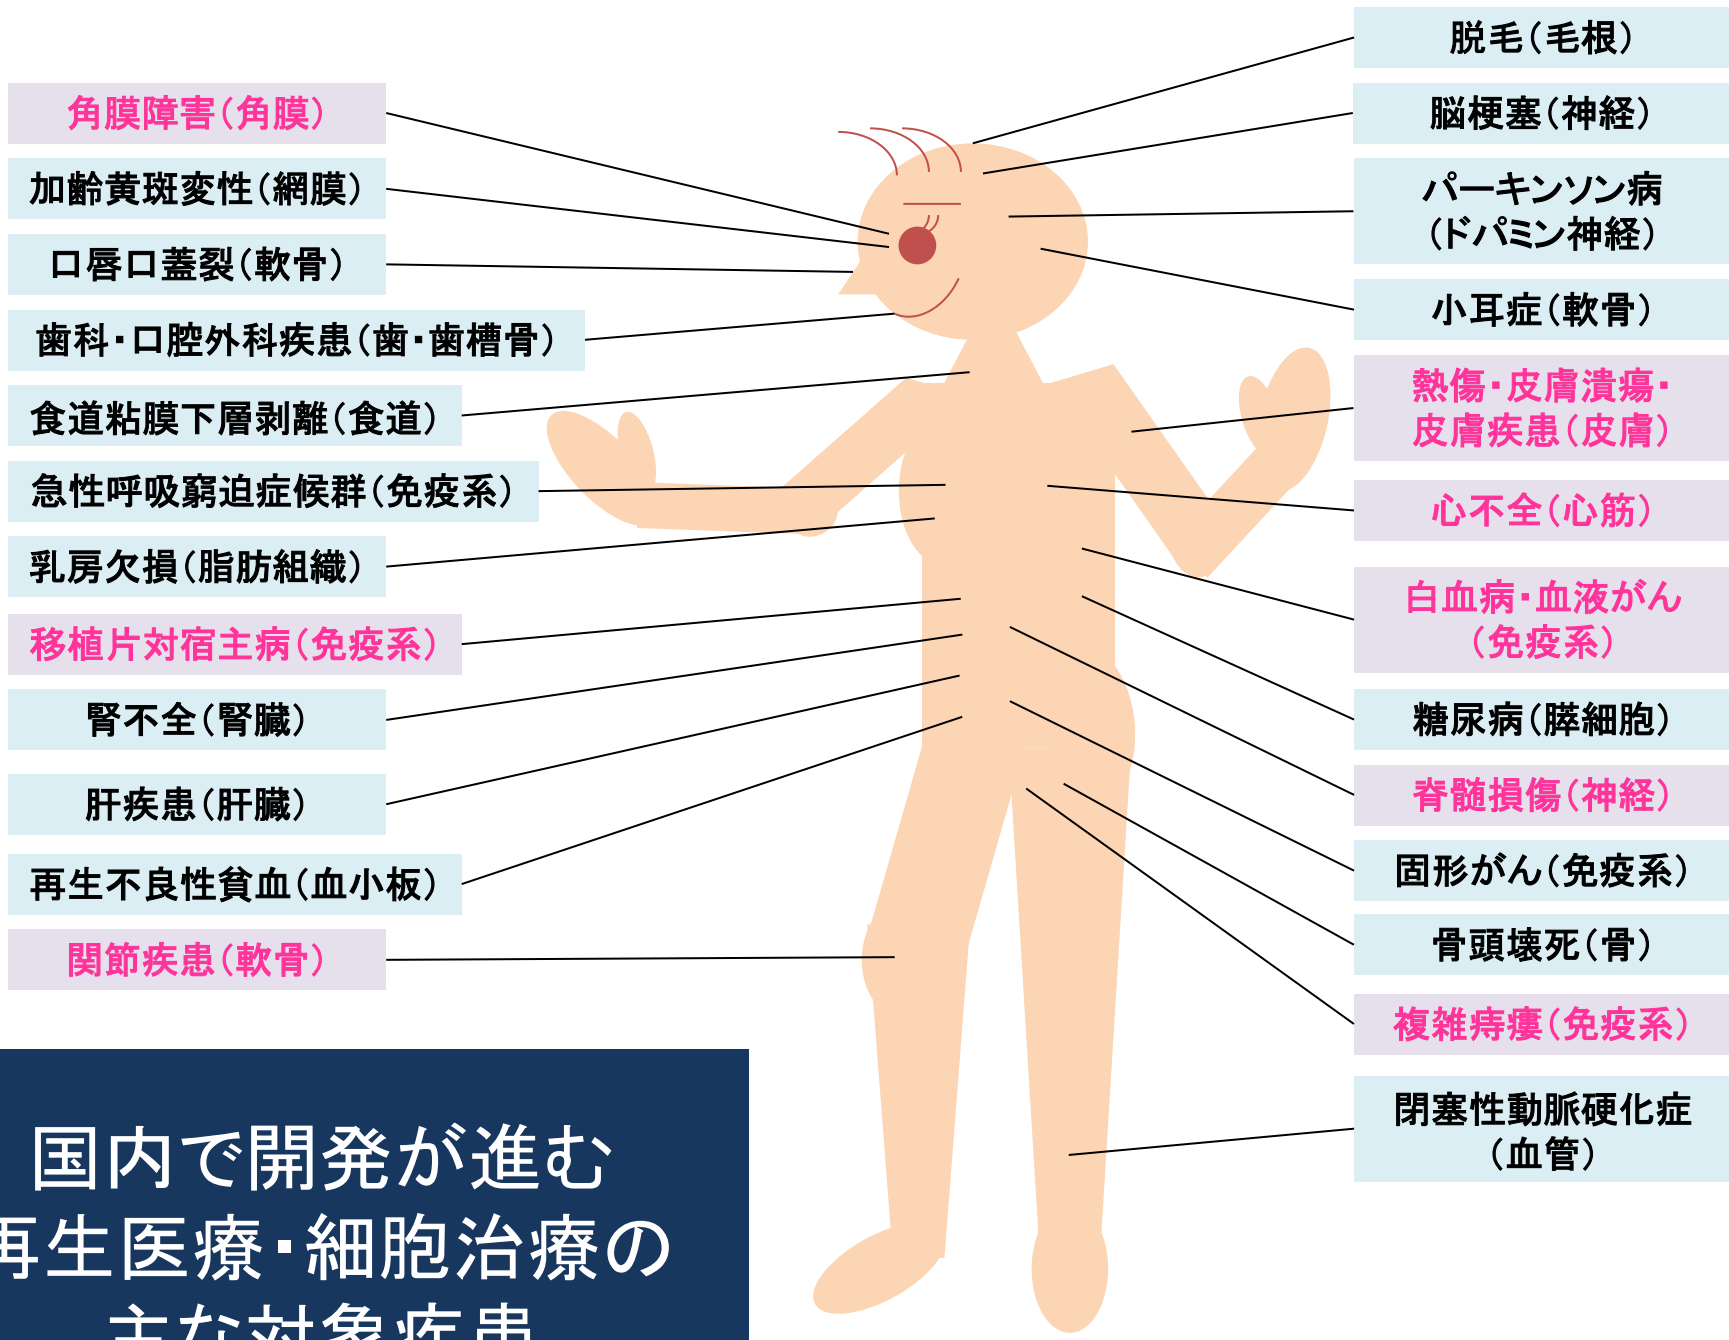 角膜障害(角膜)
加齢黄斑変性(網膜)
口唇口蓋裂(軟骨)
歯科・口腔外科疾患(歯・歯槽骨)
食道粘膜下層剥離(食道)
急性呼吸窮迫症候群(免疫系)
乳房欠損(脂肪組織)
移植片対宿主病(免疫系)
腎不全(腎臓)
肝疾患(肝臓)
再生不良性貧血(血小板)
関節疾患(軟骨)
脱毛(毛根)
脳梗塞(神経)
パーキンソン病
(ドパミン神経)
小耳症(軟骨)
熱傷・皮膚潰瘍・
皮膚疾患(皮膚)
心不全(心筋)
白血病・血液がん
(免疫系)
糖尿病(膵細胞)
脊髄損傷(神経)
固形がん(免疫系)
骨頭壊死(骨)
複雑痔瘻(免疫系)
閉塞性動脈硬化症
(血管)
国内で開発が進む
再生医療・細胞治療の
主な対象疾患